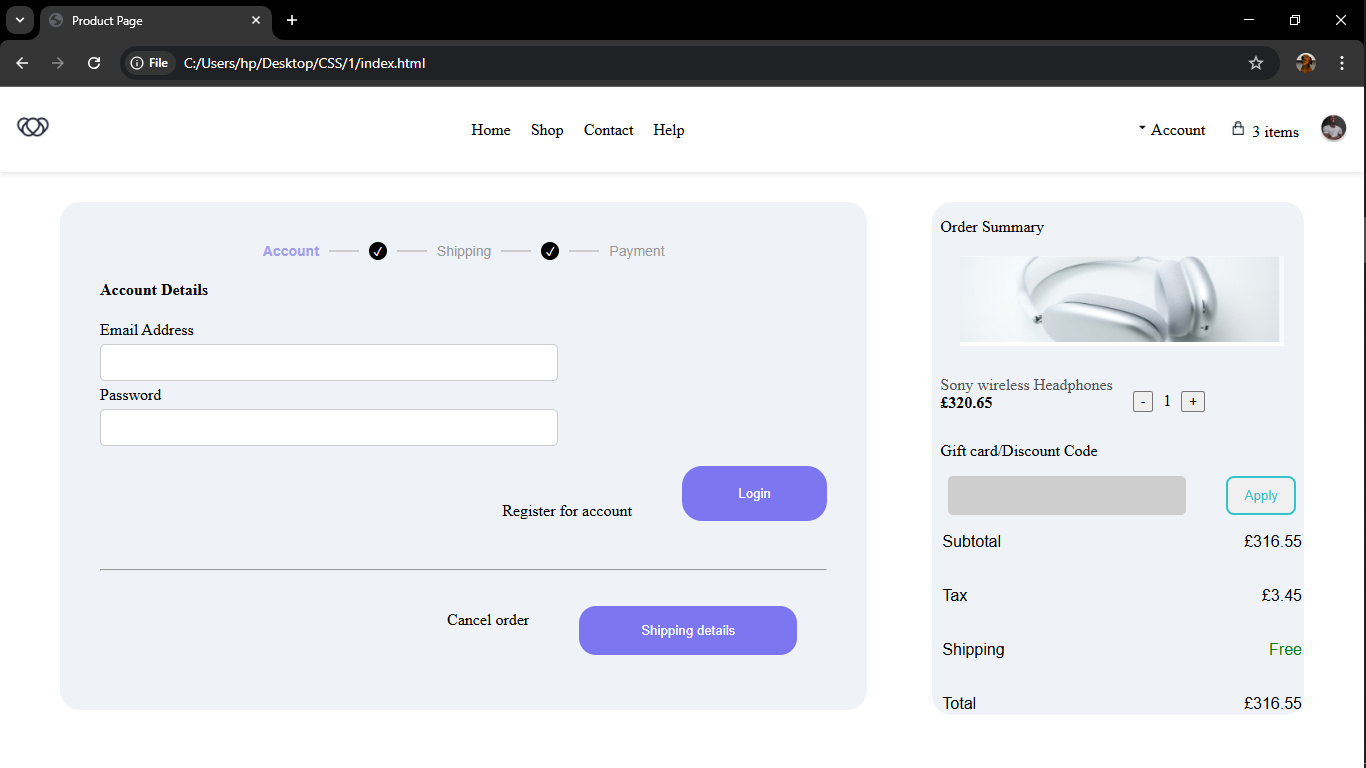 Product Page
File C:/Users/hp/Desktop/CSS/1/index.html
Home Shop Contact Help Account 3 items
Account Shipping Payment
Account Details
Email Address
Password
Login
Register for account
Cancel order
Shipping details
Order Summary
Sony wireless Headphones
£320.65
- 1 +
Gift card/Discount Code
Apply
Subtotal £316.55
Tax £3.45
Shipping Free
Total £316.55